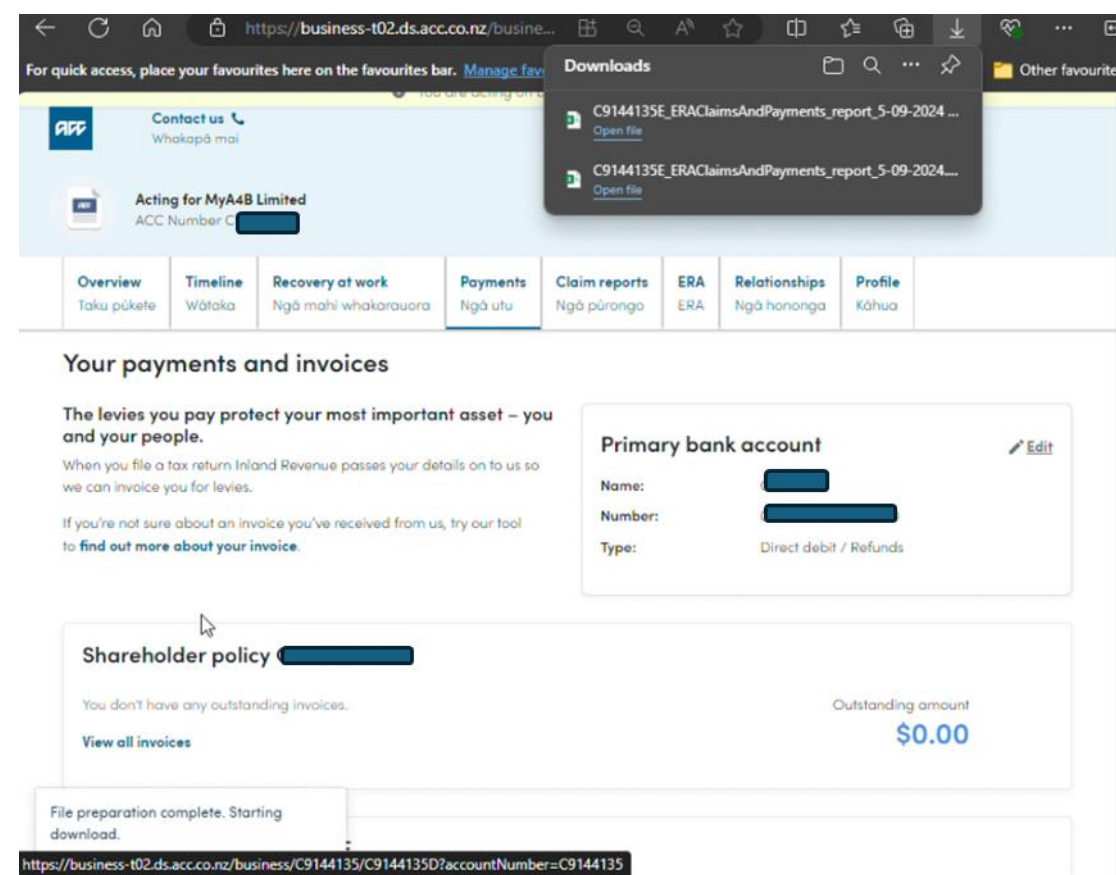 https://business-t02.ds.acc.co.nz/busine...
For quick access, place your favourites here on the favourites bar. Manage fav
Other favourite
Downloads
C9144135E_ERAClaimsAndPayments_report_5-09-2024 ...
Open file
C9144135E_ERAClaimsAndPayments_report_5-09-2024....
Open file
You are acting on b
acc
Contact us
Whakapā mai
Acting for MyA4B Limited
ACC Number C
Overview Timeline Recovery at work Payments Claim reports ERA Relationships Profile
Taku pūkete Wātaka Ngā mahi whakarauora Ngā utu Ngā pūrongo ERA Ngā hononga Kāhua
Your payments and invoices
The levies you pay protect your most important asset – you
and your people.
When you file a tax return Inland Revenue passes your details on to us so
we can invoice you for levies.
If you're not sure about an invoice you've received from us, try our tool
to find out more about your invoice.
Primary bank account
Edit
Name:
Number:
Type: Direct debit / Refunds
Shareholder policy
You don't have any outstanding invoices.
View all invoices
Outstanding amount
$0.00
File preparation complete. Starting
download.
https://business-t02.ds.acc.co.nz/business/C9144135/C9144135D?accountNumber=C9144135